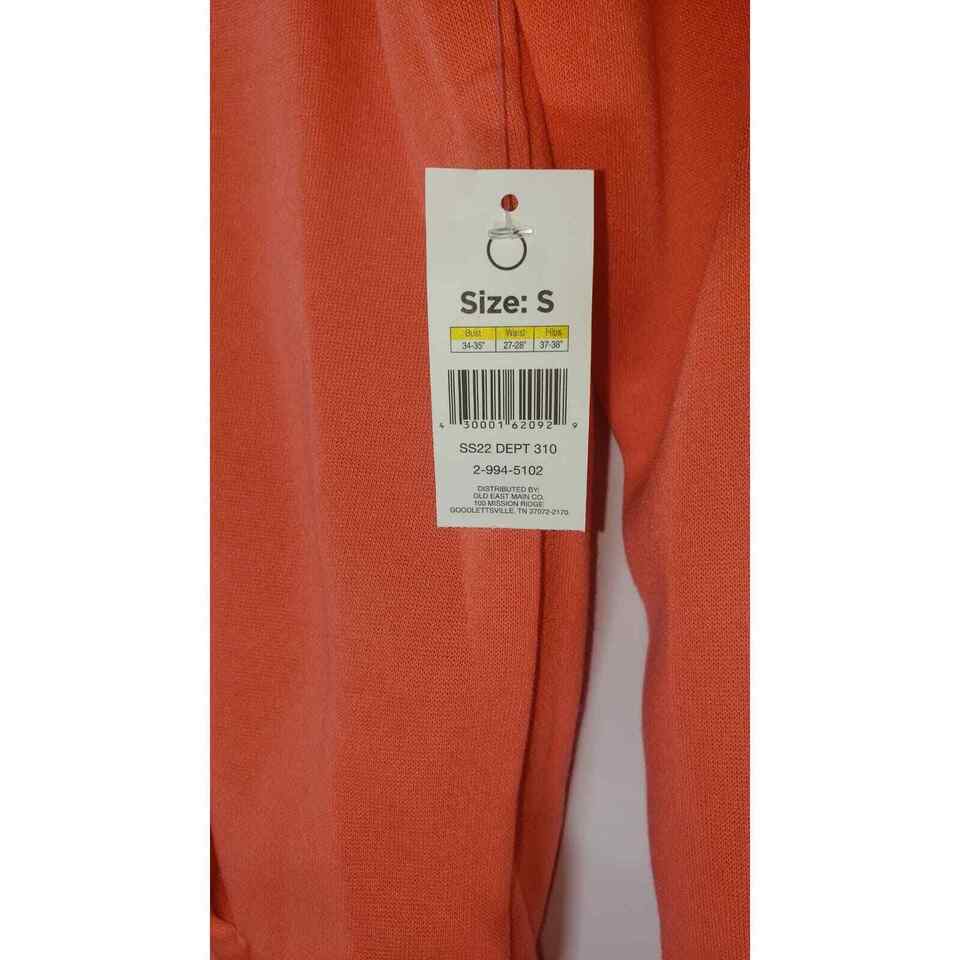 Size: S
Bust Waist Hips
34-35" 27-28" 37-38"
4 30001 62092 9
SS22 DEPT 310
2-994-5102
DISTRIBUTED BY:
OLD EAST MAIN CO.
100 MISSION RIDGE
GOODLETTSVILLE, TN 37072-2170